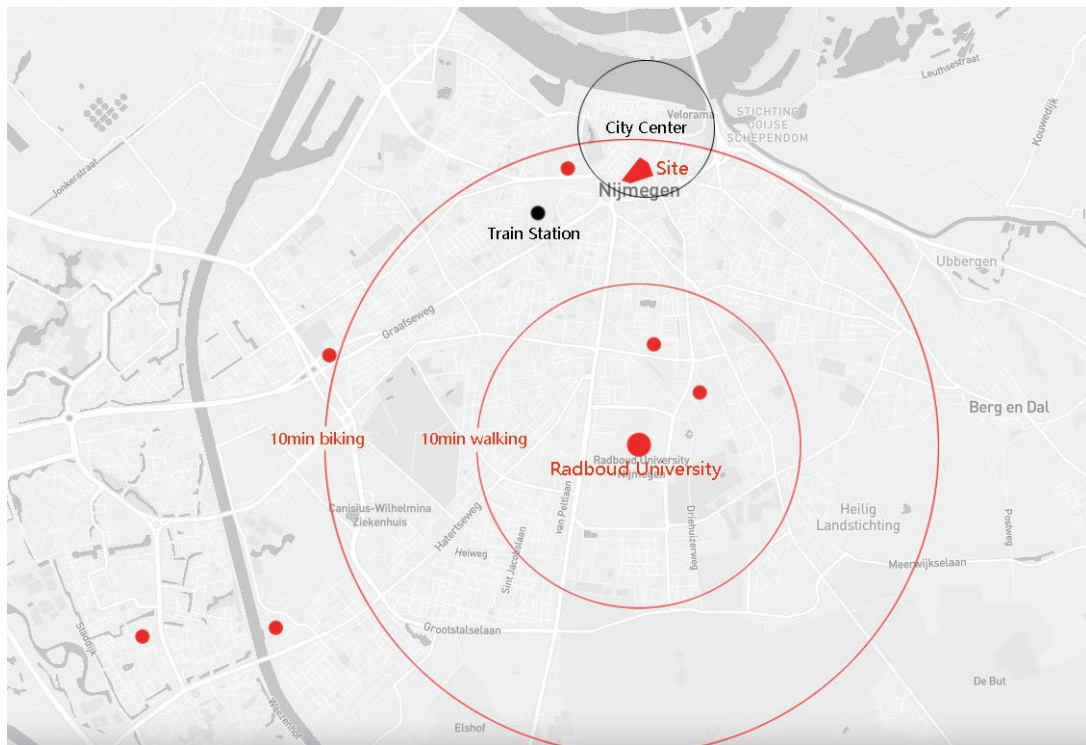 Leuthsestraat
Kouwedijk
Velorama
STICHTING
OOIJSE
SCHEPENDOM
City Center
Jonkerstraat
Site
Nijmegen
Train Station
Ubbergen
Graafseweg
Berg en Dal
10min biking
10min walking
Radboud University
Nijmegen
Radboud University
Canisius-Wilhelmina
Ziekenhuis
Hatertseweg
van Peltlaan
Heilig
Landstichting
Postweg
Driehuizerweg
Heiweg
Sint Jacobslaan
Meerwijkselaan
Grootstalselaan
Staddijk
De But
Weezenhof
Elshof